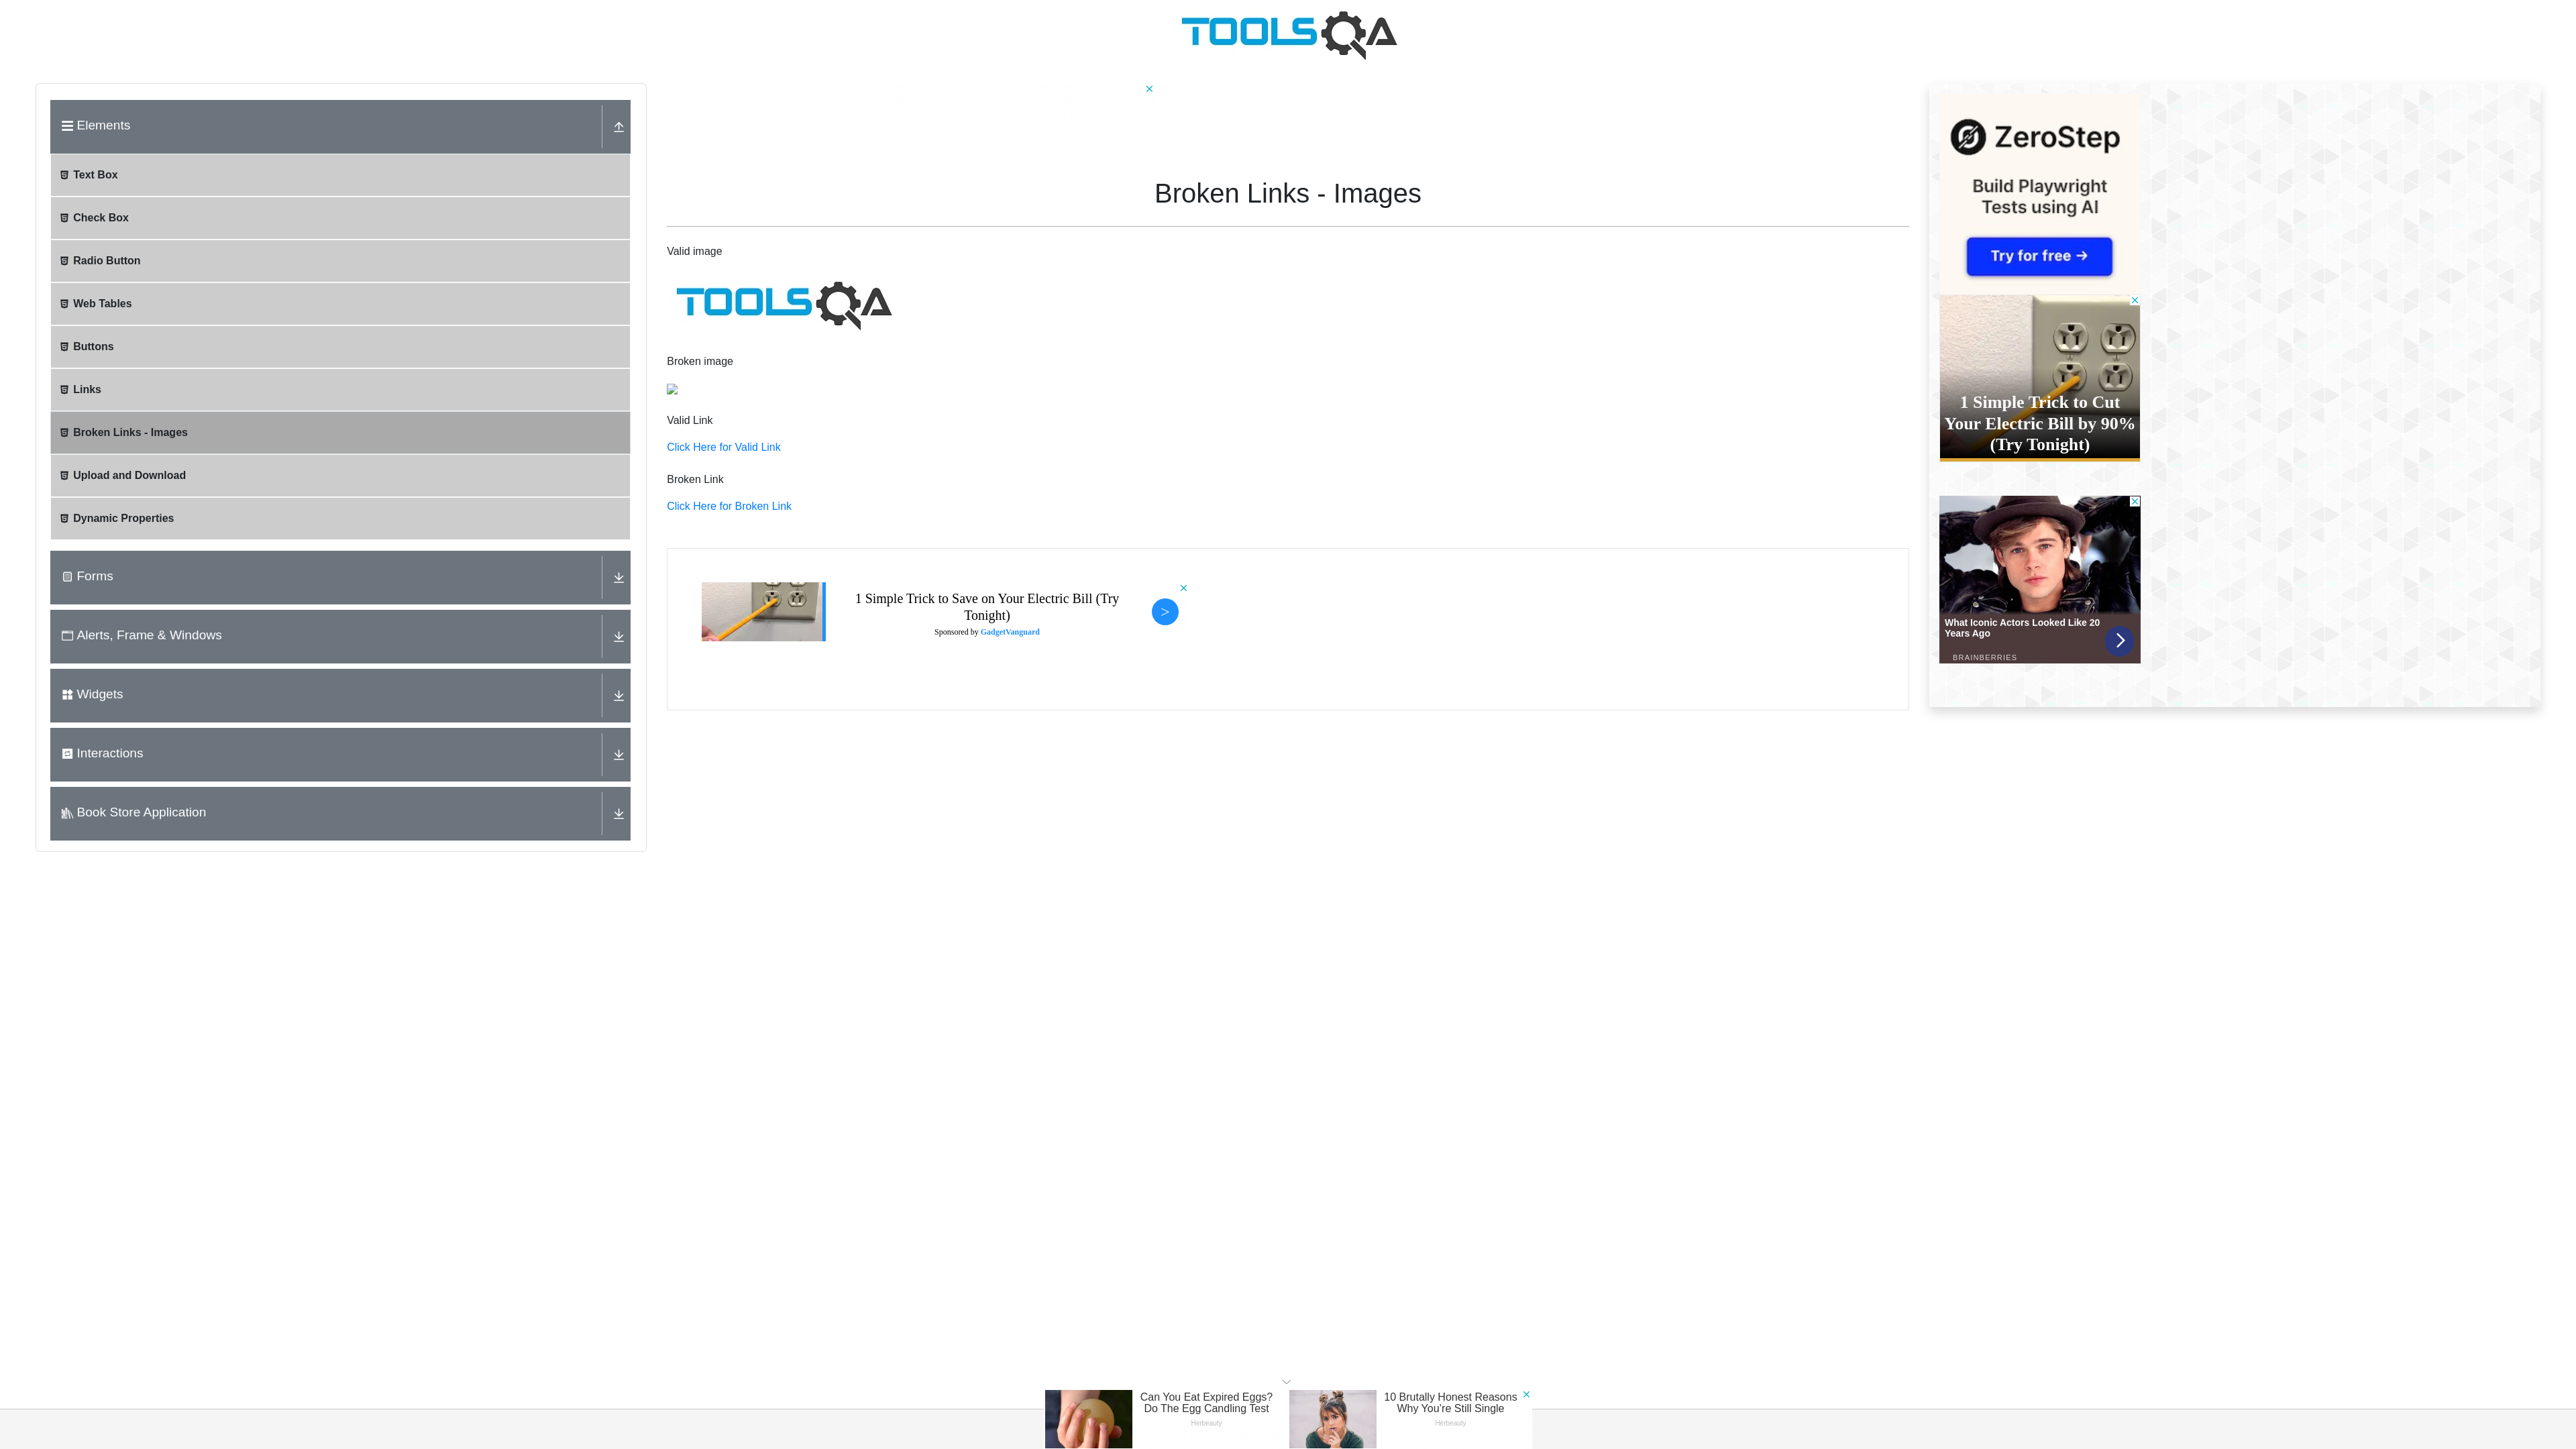 TOOLSQA
Elements
Text Box
Check Box
Radio Button
Web Tables
Buttons
Links
Broken Links - Images
Upload and Download
Dynamic Properties
Forms
Alerts, Frame & Windows
Widgets
Interactions
Book Store Application
Broken Links - Images
Valid image
TOOLSQA
Broken image
Valid Link
Click Here for Valid Link
Broken Link
Click Here for Broken Link
1 Simple Trick to Save on Your Electric Bill (Try
Tonight)
Sponsored by GadgetVanguard
>
ZeroStep
Build Playwright
Tests using AI
Try for free →
1 Simple Trick to Cut
Your Electric Bill by 90%
(Try Tonight)
What Iconic Actors Looked Like 20
Years Ago
BRAINBERRIES
Can You Eat Expired Eggs?
Do The Egg Candling Test
Herbeauty
10 Brutally Honest Reasons
Why You're Still Single
Herbeauty